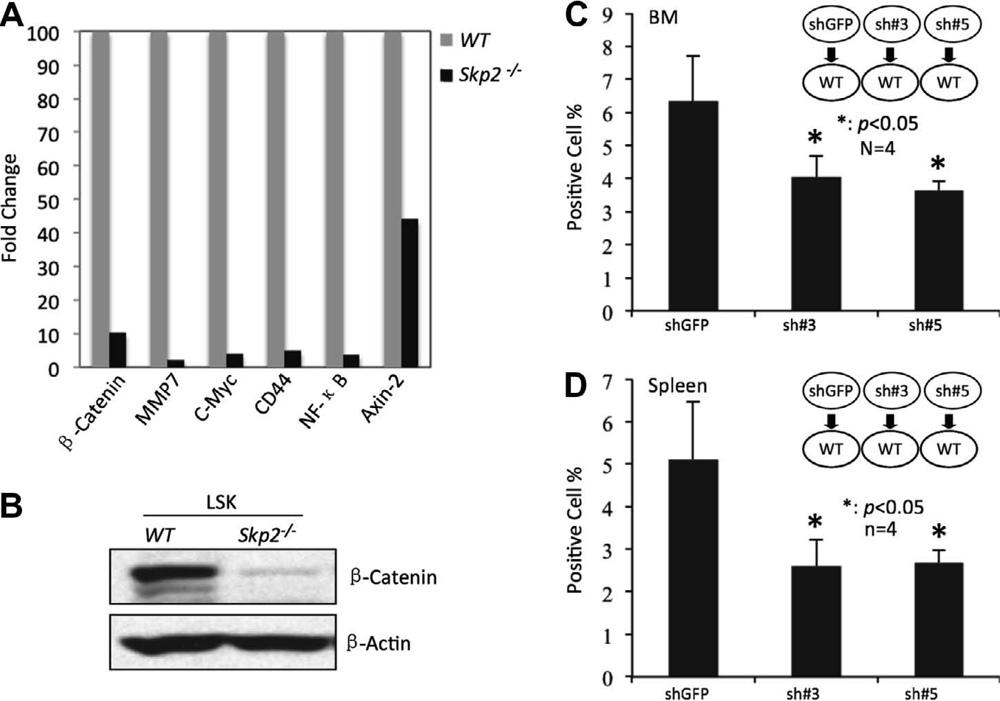 A
100
90
80
70
60
50
40
30
20
10
0
Fold Change
WT
Skp2 -/-
β -Catenin
MMP7
C-Myc
CD44
NF- κ B
Axin-2
B
LSK
WT Skp2-/-
β-Catenin
β-Actin
C
BM
9
8
7
6
5
4
3
2
1
0
Positive Cell %
shGFP sh#3 sh#5
WT WT WT
*: p<0.05
N=4
*
*
shGFP sh#3 sh#5
D
Spleen
7
6
5
4
3
2
1
0
Positive Cell %
shGFP sh#3 sh#5
WT WT WT
*: p<0.05
n=4
*
*
shGFP sh#3 sh#5